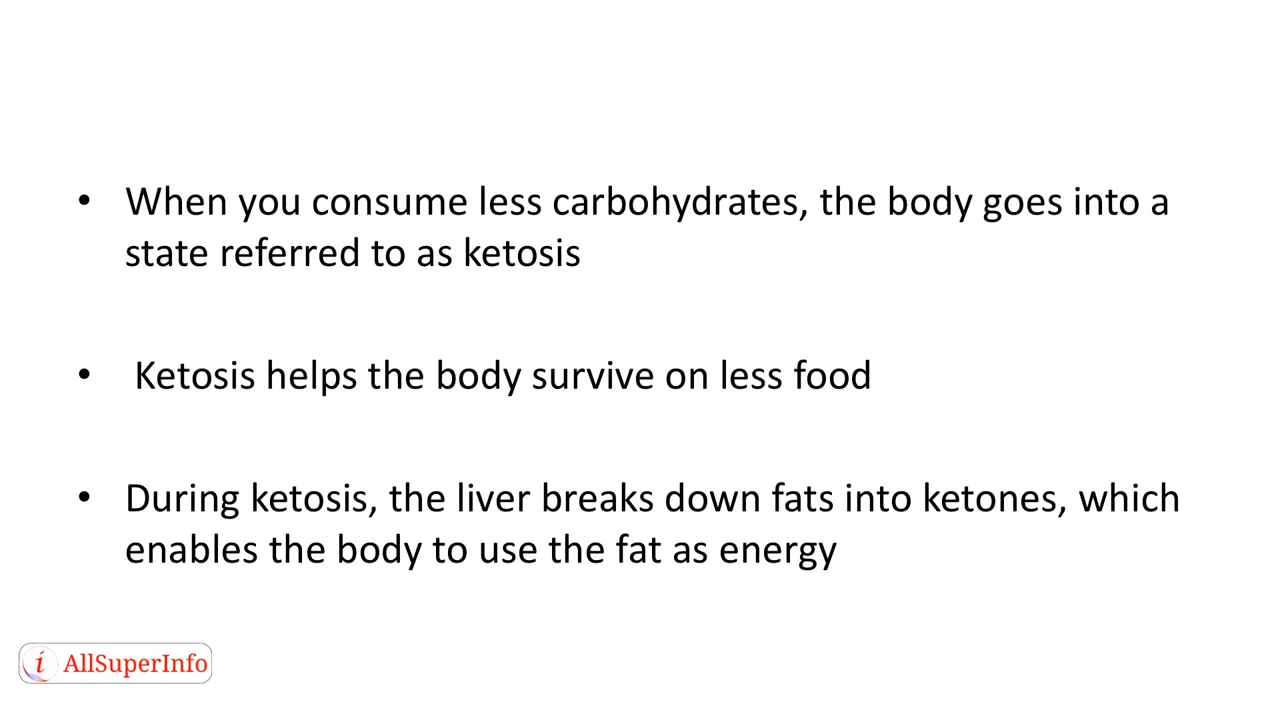 • When you consume less carbohydrates, the body goes into a
state referred to as ketosis
• Ketosis helps the body survive on less food
• During ketosis, the liver breaks down fats into ketones, which
enables the body to use the fat as energy
i AllSuperInfo